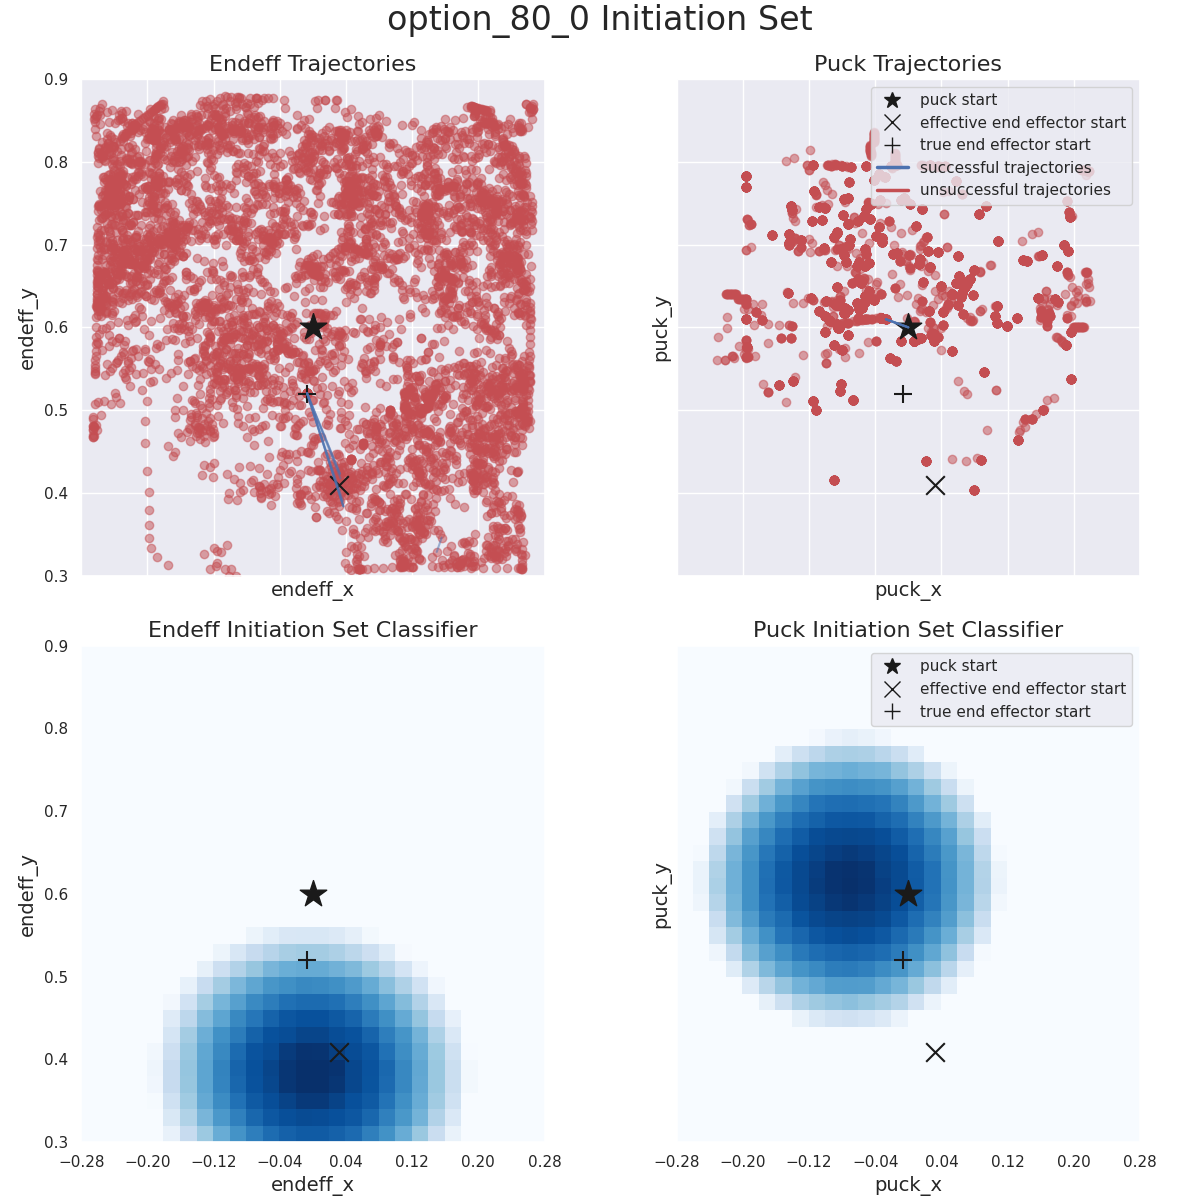 option_80_0 Initiation Set
Endeff Trajectories
0.9
0.8
0.7
0.6
0.5
0.4
0.3
endeff_y
endeff_x
Puck Trajectories
puck start
effective end effector start
true end effector start
successful trajectories
unsuccessful trajectories
puck_y
puck_x
Endeff Initiation Set Classifier
0.9
0.8
0.7
0.6
0.5
0.4
0.3
endeff_y
−0.28 −0.20 −0.12 −0.04 0.04 0.12 0.20 0.28
endeff_x
Puck Initiation Set Classifier
puck start
effective end effector start
true end effector start
puck_y
−0.28 −0.20 −0.12 −0.04 0.04 0.12 0.20 0.28
puck_x